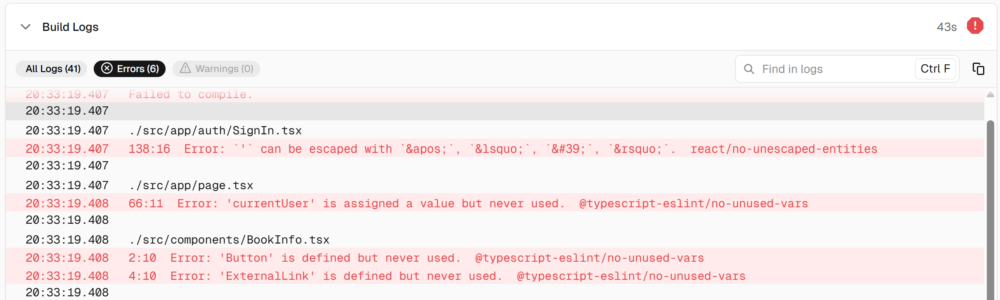 Build Logs
43s
All Logs (41)
Errors (6)
Warnings (0)
Find in logs
Ctrl F
20:33:19.407 Failed to compile.
20:33:19.407
20:33:19.407 ./src/app/auth/SignIn.tsx
20:33:19.407 138:16 Error: `'` can be escaped with `&apos;`, `&lsquo;`, `&#39;`, `&rsquo;`. react/no-unescaped-entities
20:33:19.407
20:33:19.407 ./src/app/page.tsx
20:33:19.408 66:11 Error: 'currentUser' is assigned a value but never used. @typescript-eslint/no-unused-vars
20:33:19.408
20:33:19.408 ./src/components/BookInfo.tsx
20:33:19.408 2:10 Error: 'Button' is defined but never used. @typescript-eslint/no-unused-vars
20:33:19.408 4:10 Error: 'ExternalLink' is defined but never used. @typescript-eslint/no-unused-vars
20:33:19.408